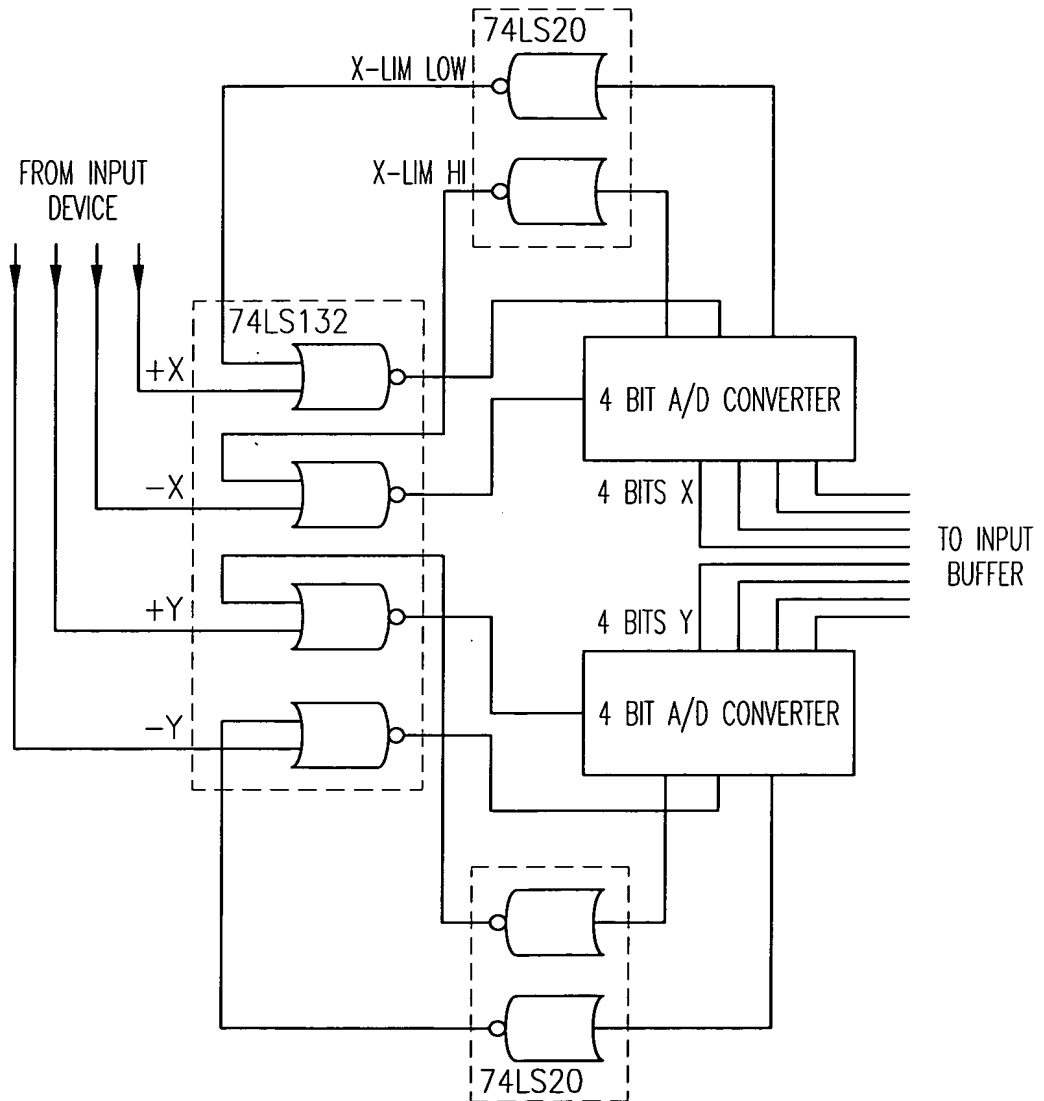 74LS20
X-LIM LOW
X-LIM HI
FROM INPUT
DEVICE
74LS132
+X
-X
+Y
-Y
4 BIT A/D CONVERTER
4 BITS X
TO INPUT
BUFFER
4 BITS Y
4 BIT A/D CONVERTER
74LS20